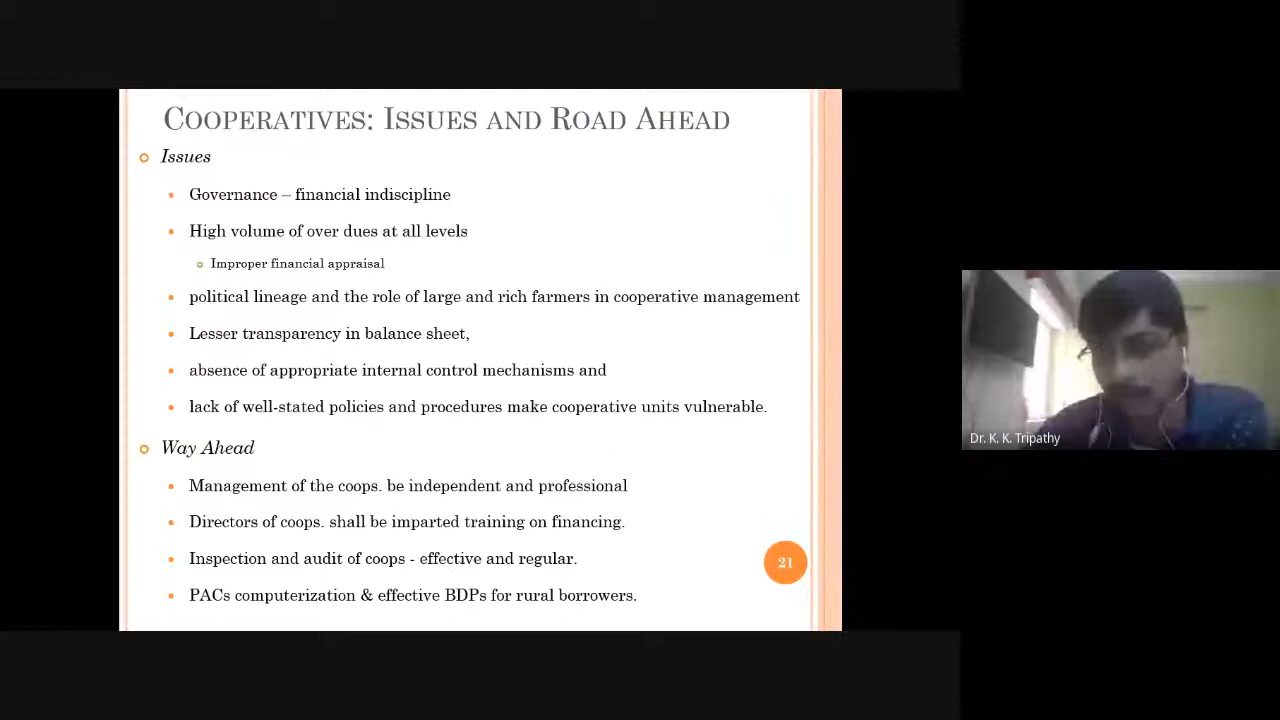 COOPERATIVES: ISSUES AND ROAD AHEAD
Issues
Governance – financial indiscipline
High volume of over dues at all levels
Improper financial appraisal
political lineage and the role of large and rich farmers in cooperative management
Lesser transparency in balance sheet,
absence of appropriate internal control mechanisms and
lack of well-stated policies and procedures make cooperative units vulnerable.
Way Ahead
Management of the coops. be independent and professional
Directors of coops. shall be imparted training on financing.
Inspection and audit of coops - effective and regular.
PACs computerization & effective BDPs for rural borrowers.
21
Dr. K. K. Tripathy